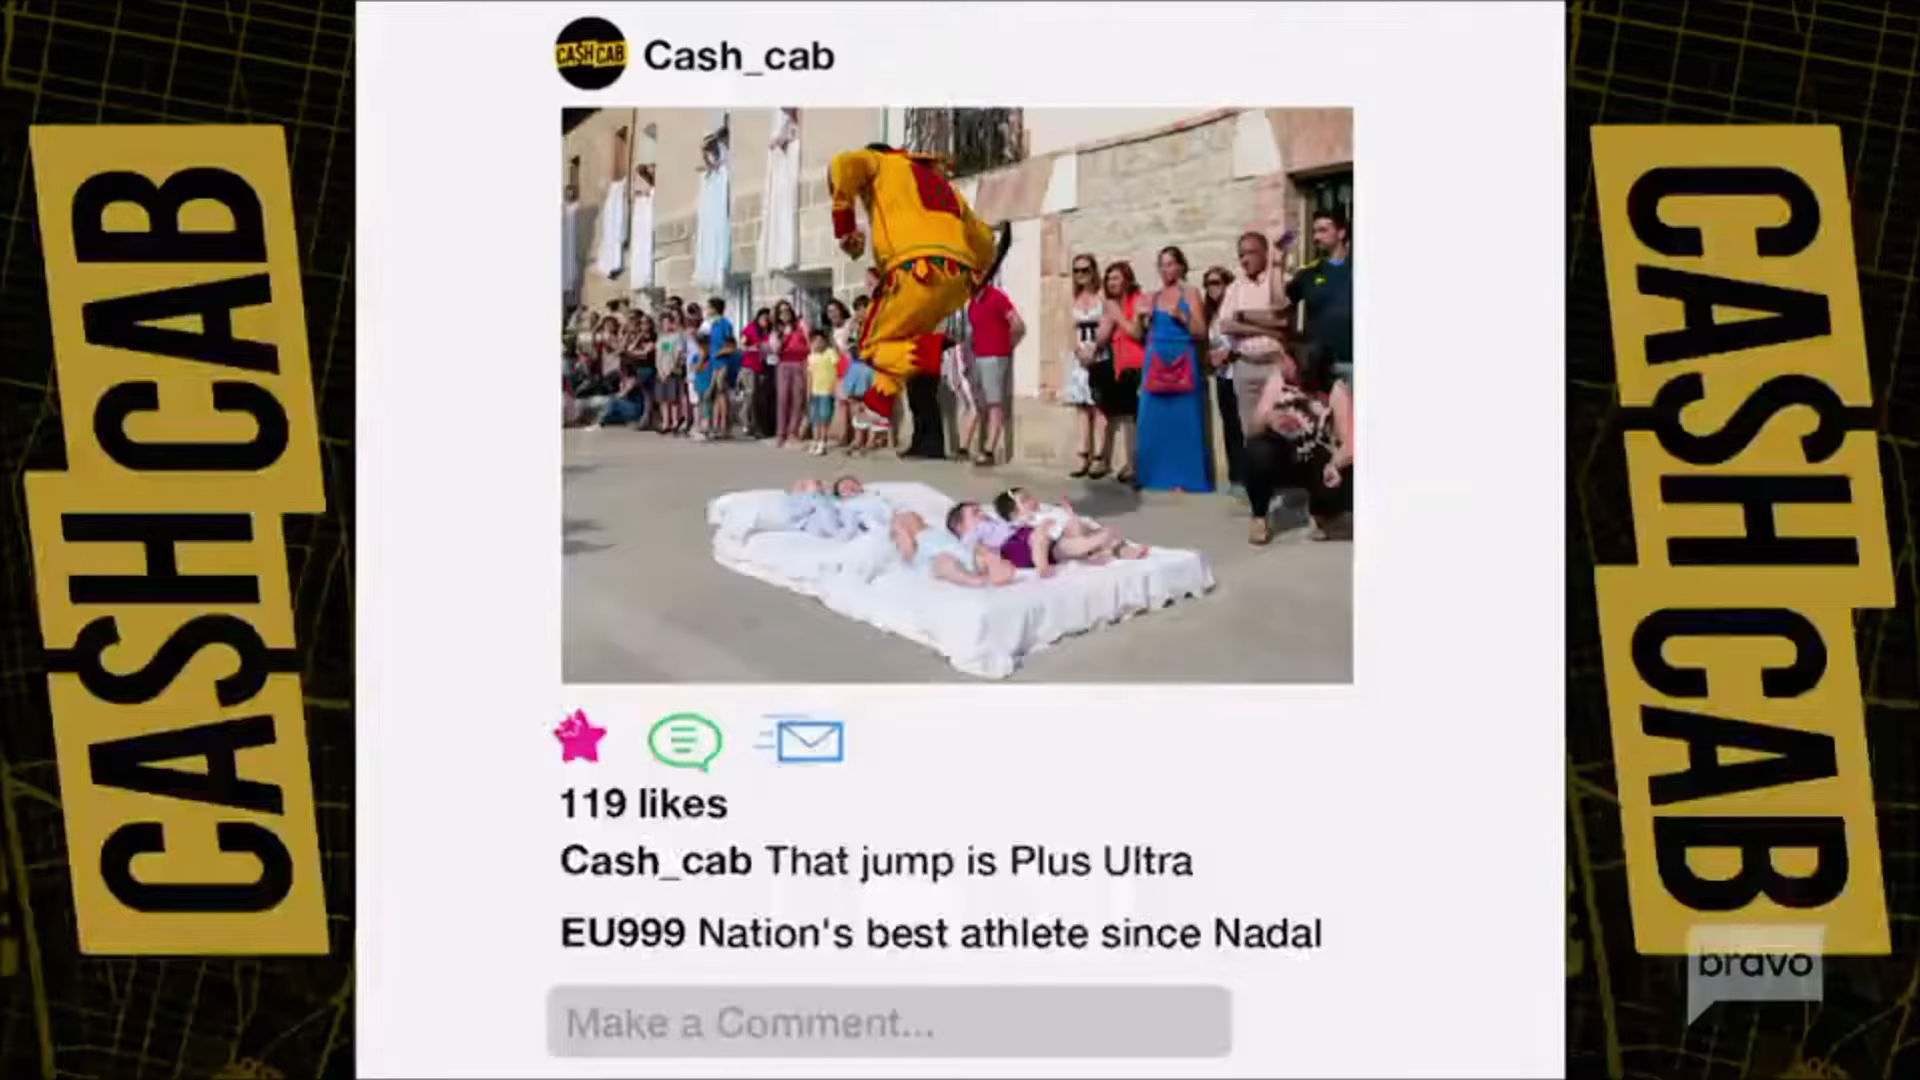 CASH CAB
Cash_cab
CASH CAB
CASH CAB
119 likes
Cash_cab That jump is Plus Ultra
EU999 Nation's best athlete since Nadal
Make a Comment...
bravo